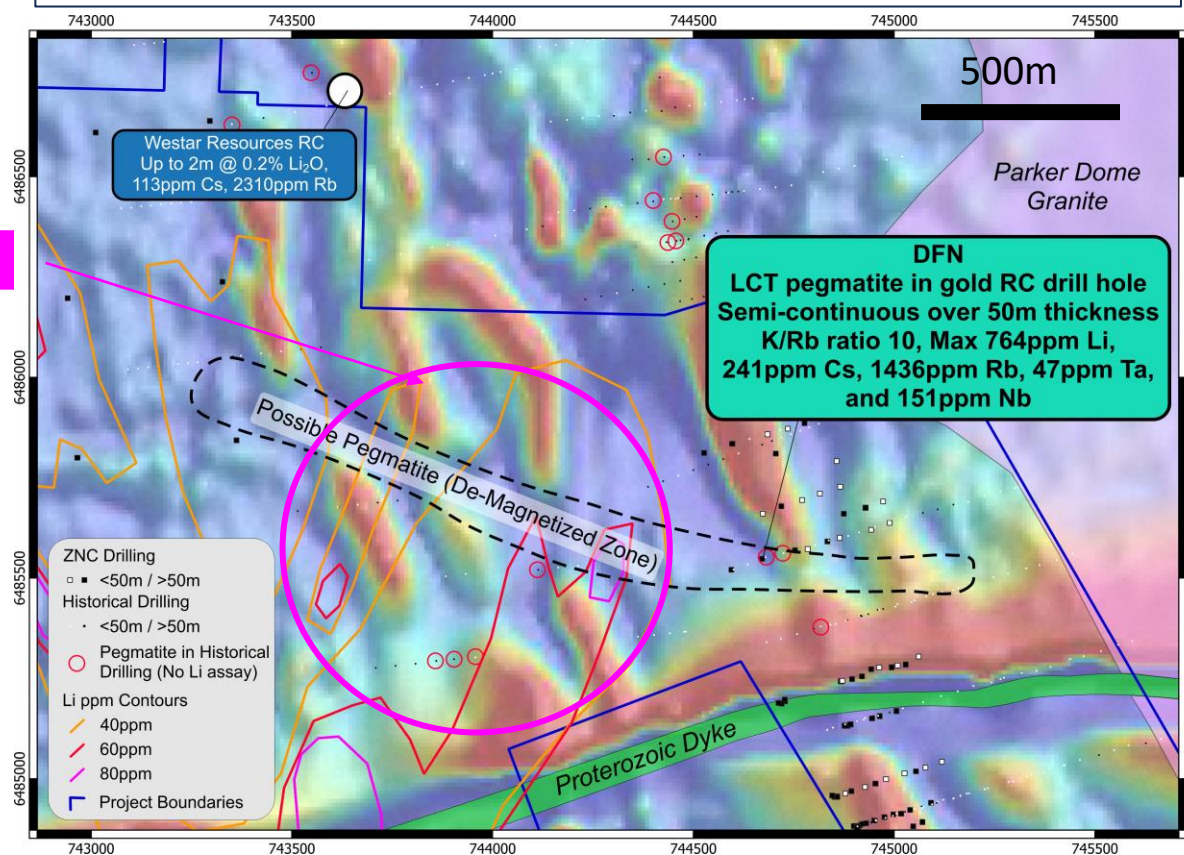 743000 743500 744000 744500 745000 745500
500m
6486500
6486000
6485500
6485000
Westar Resources RC
Up to 2m @ 0.2% Li₂O,
113ppm Cs, 2310ppm Rb
Parker Dome
Granite
DFN
LCT pegmatite in gold RC drill hole
Semi-continuous over 50m thickness
K/Rb ratio 10, Max 764ppm Li,
241ppm Cs, 1436ppm Rb, 47ppm Ta,
and 151ppm Nb
Possible Pegmatite (De-Magnetized Zone)
ZNC Drilling
<50m / >50m
Historical Drilling
<50m / >50m
Pegmatite in Historical
Drilling (No Li assay)
Li ppm Contours
40ppm
60ppm
80ppm
Project Boundaries
Proterozoic Dyke
743000 743500 744000 744500 745000 745500